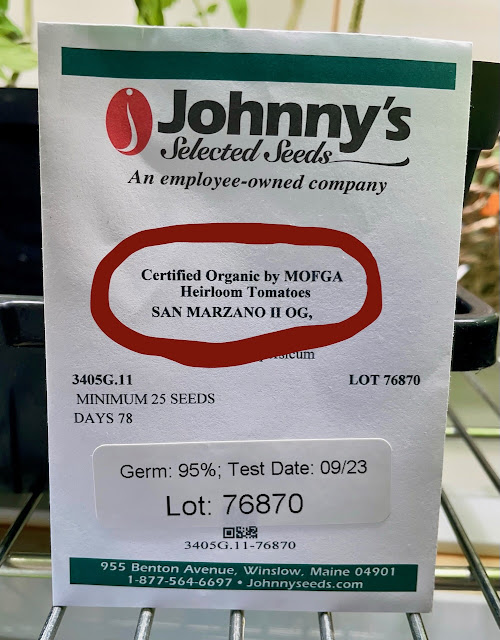 Johnny's
Selected Seeds
An employee-owned company
Certified Organic by MOFGA
Heirloom Tomatoes
SAN MARZANO II OG,
3405G.11 LOT 76870
MINIMUM 25 SEEDS
DAYS 78
Germ: 95%; Test Date: 09/23
Lot: 76870
3405G.11-76870
955 Benton Avenue, Winslow, Maine 04901
1-877-564-6697 • Johnnyseeds.com